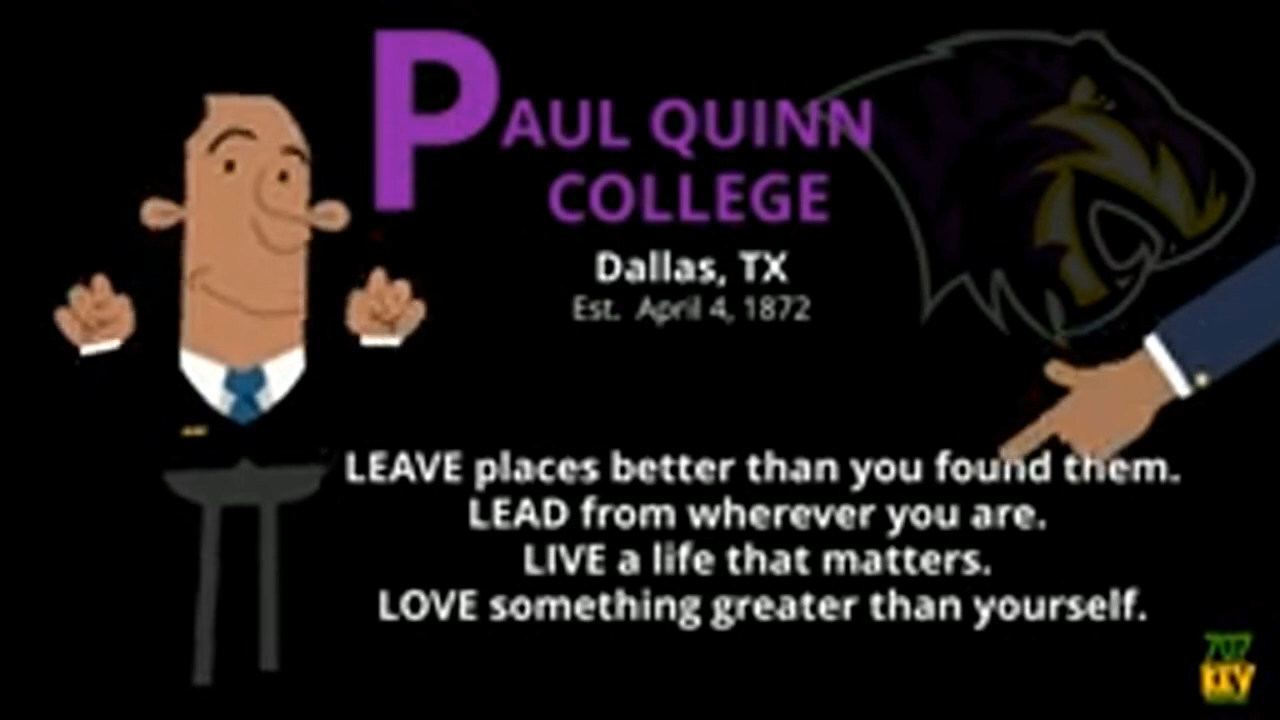 PAUL QUINN
COLLEGE
Dallas, TX
Est. April 4, 1872
LEAVE places better than you found them.
LEAD from wherever you are.
LIVE a life that matters.
LOVE something greater than yourself.
707